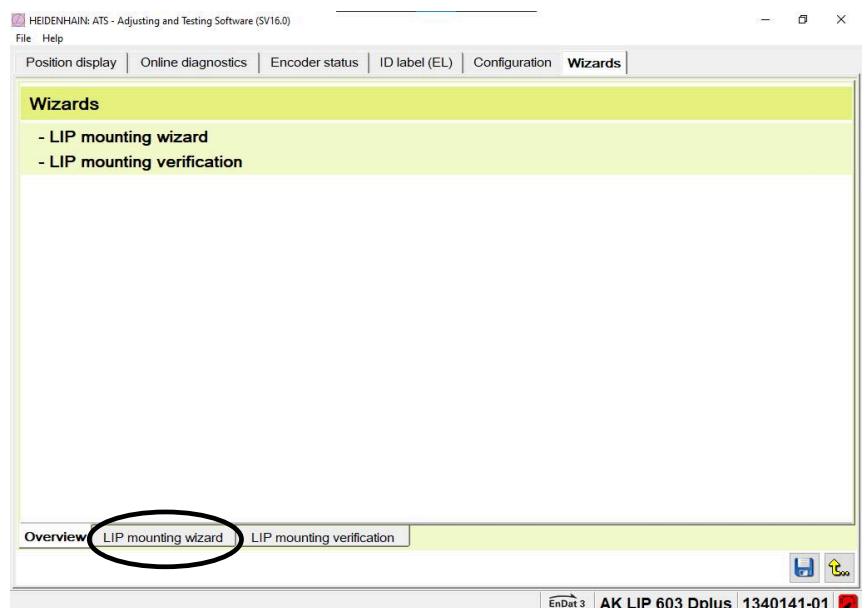 HEIDENHAIN: ATS - Adjusting and Testing Software (SV16.0)
File Help
Position display Online diagnostics Encoder status ID label (EL) Configuration Wizards
Wizards
- LIP mounting wizard
- LIP mounting verification
Overview LIP mounting wizard LIP mounting verification
EnDat 3 AK LIP 603 Dplus 1340141-01